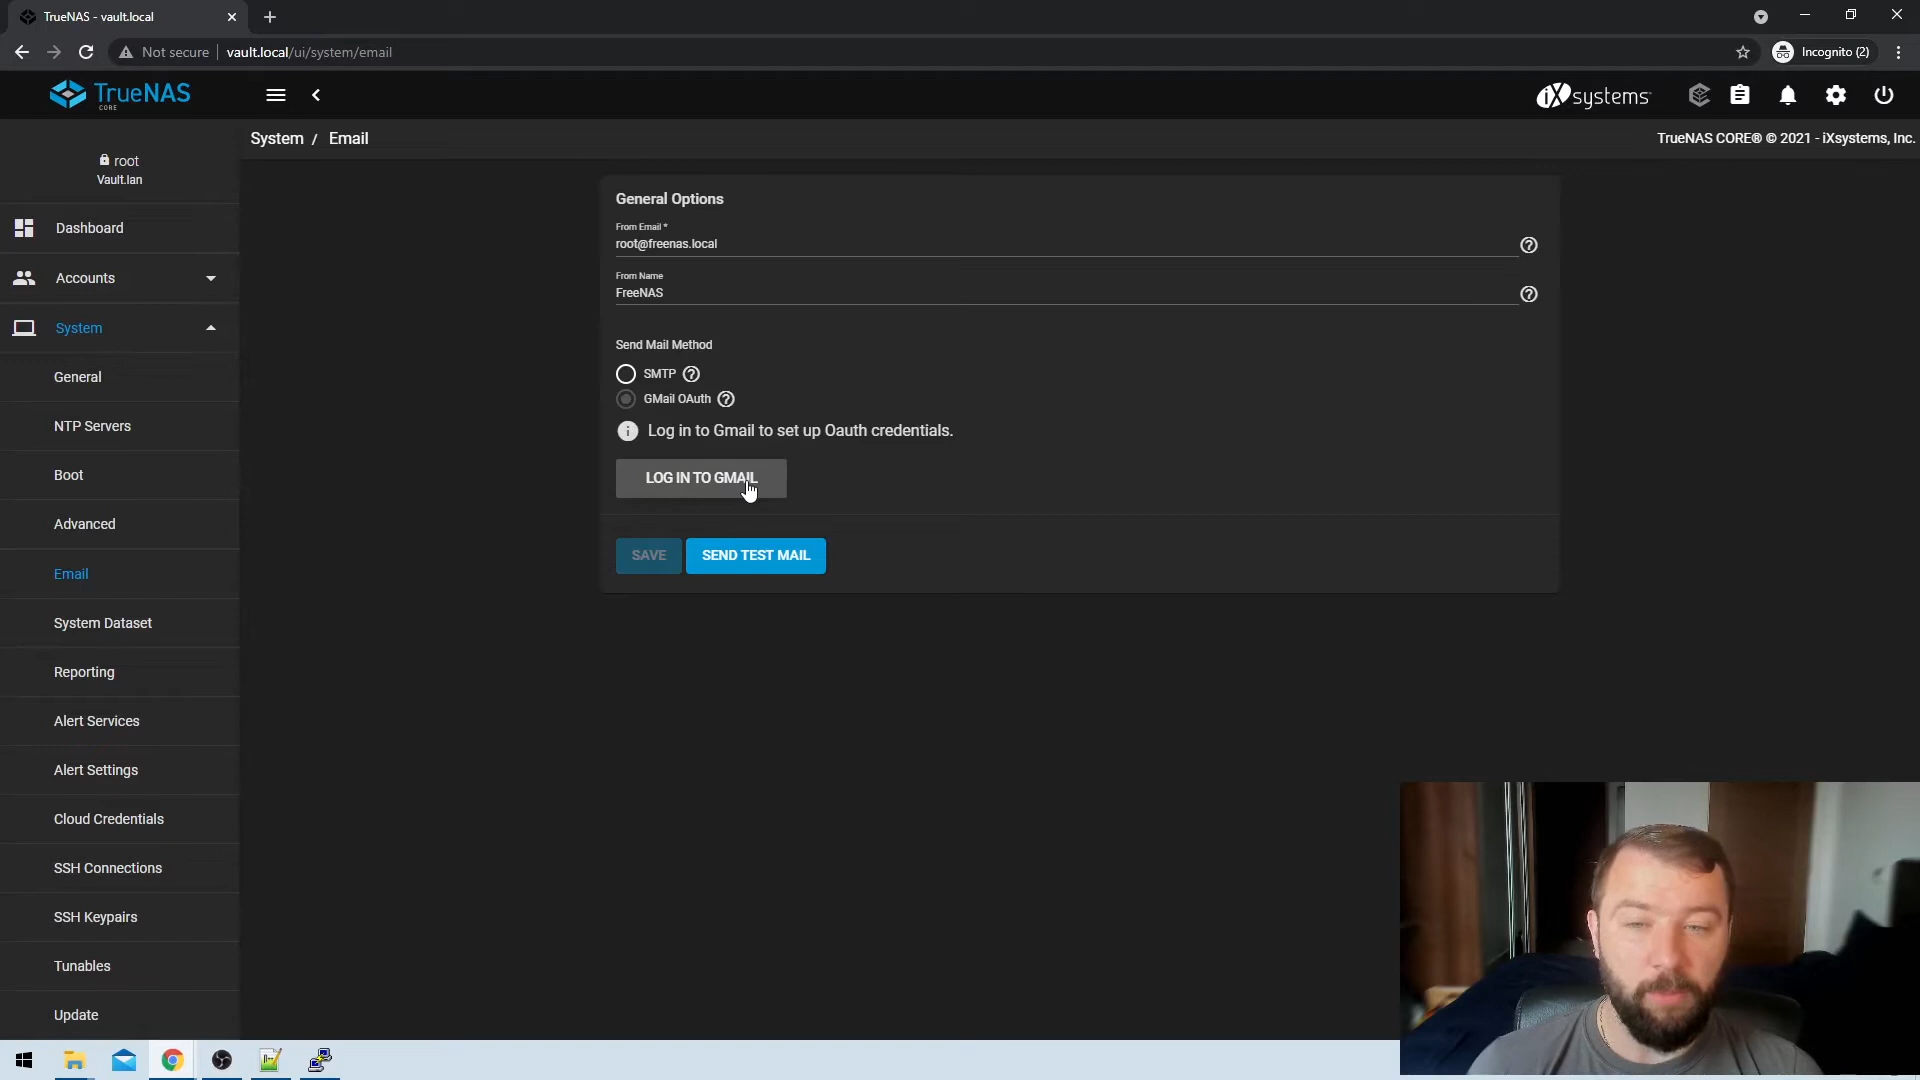 TrueNAS - vault.local
Not secure
vault.local/ui/system/email
Incognito (2)
TrueNAS
CORE
iXsystems
System / Email
TrueNAS CORE® © 2021 - iXsystems, Inc.
root
Vault.lan
Dashboard
Accounts
System
General
NTP Servers
Boot
Advanced
Email
System Dataset
Reporting
Alert Services
Alert Settings
Cloud Credentials
SSH Connections
SSH Keypairs
Tunables
Update
General Options
From Email *
root@freenas.local
From Name
FreeNAS
Send Mail Method
SMTP
GMail OAuth
Log in to Gmail to set up Oauth credentials.
LOG IN TO GMAIL
SAVE
SEND TEST MAIL